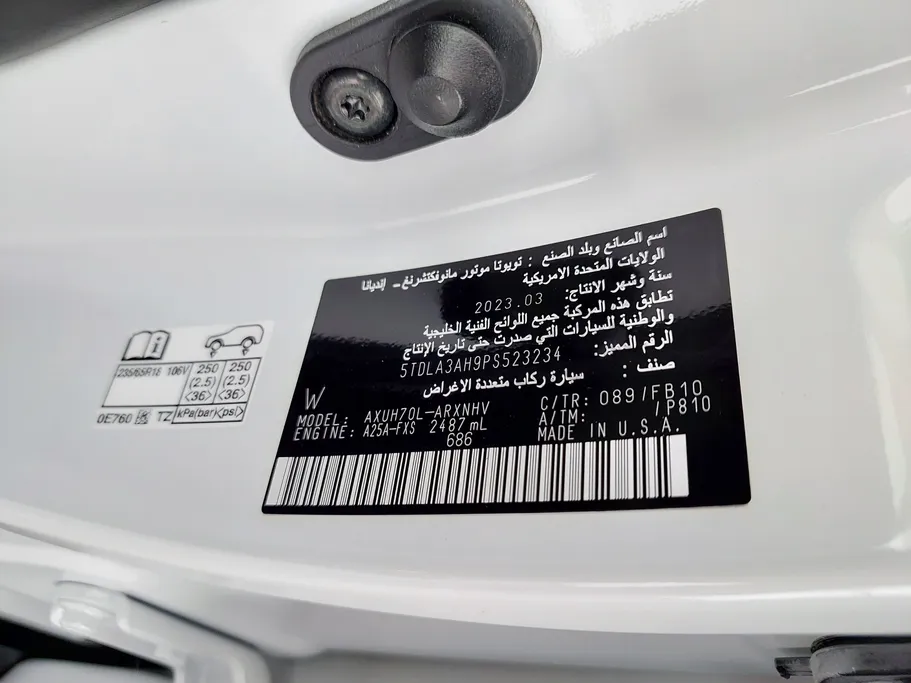 اسم الصانع وبلد الصنع : تويوتا موتور مانوفكتشرنغ - إنديانا
الولايات المتحدة الامريكية
سنة وشهر الانتاج: 2023.03
تطابق هذه المركبة جميع اللوائح الفنية الخليجية
والوطنية للسيارات التي صدرت حتى تاريخ الإنتاج
الرقم المميز: 5TDLA3AH9PS523234
صنف : سيارة ركاب متعددة الاغراض
W
C/TR: 089/FB10
MODEL: AXUH70L-ARXNHV
A/TM: /P810
ENGINE: A25A-FXS 2487mL
MADE IN U.S.A.
686
235/65R18 106V 250 (2.5) <36> 250 (2.5) <36>
0E760 TZ kPa(bar)<psi>